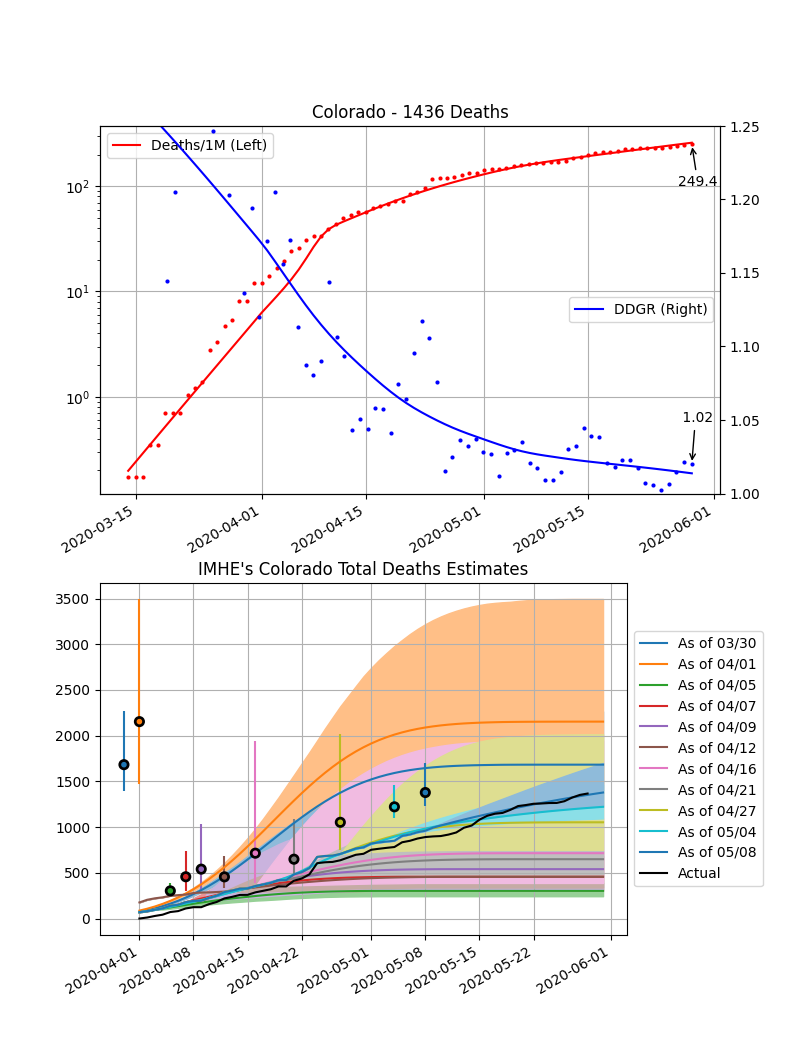 Colorado - 1436 Deaths
Deaths/1M (Left)
DDGR (Right)
249.4
1.02
10²
10¹
10⁰
1.25
1.20
1.15
1.10
1.05
1.00
2020-03-15
2020-04-01
2020-04-15
2020-05-01
2020-05-15
2020-06-01
IMHE's Colorado Total Deaths Estimates
3500
3000
2500
2000
1500
1000
500
0
2020-04-01
2020-04-08
2020-04-15
2020-04-22
2020-05-01
2020-05-08
2020-05-15
2020-05-22
2020-06-01
As of 03/30
As of 04/01
As of 04/05
As of 04/07
As of 04/09
As of 04/12
As of 04/16
As of 04/21
As of 04/27
As of 05/04
As of 05/08
Actual